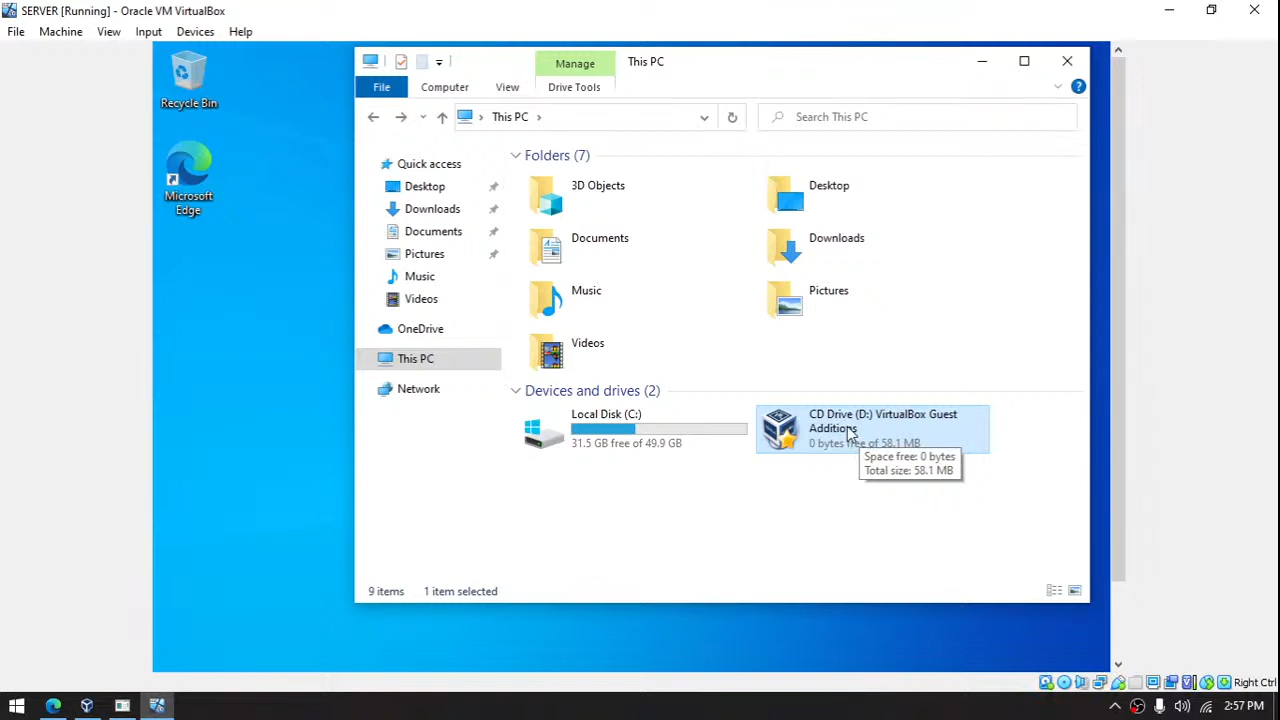 SERVER [Running] - Oracle VM VirtualBox
File Machine View Input Devices Help
Recycle Bin
Microsoft
Edge
Manage This PC
File Computer View Drive Tools
This PC
Search This PC
Quick access
Desktop
Downloads
Documents
Pictures
Music
Videos
OneDrive
This PC
Network
Folders (7)
3D Objects
Desktop
Documents
Downloads
Music
Pictures
Videos
Devices and drives (2)
Local Disk (C:)
31.5 GB free of 49.9 GB
CD Drive (D:) VirtualBox Guest
Additions
0 bytes free of 58.1 MB
Space free: 0 bytes
Total size: 58.1 MB
9 items 1 item selected
Right Ctrl
2:57 PM